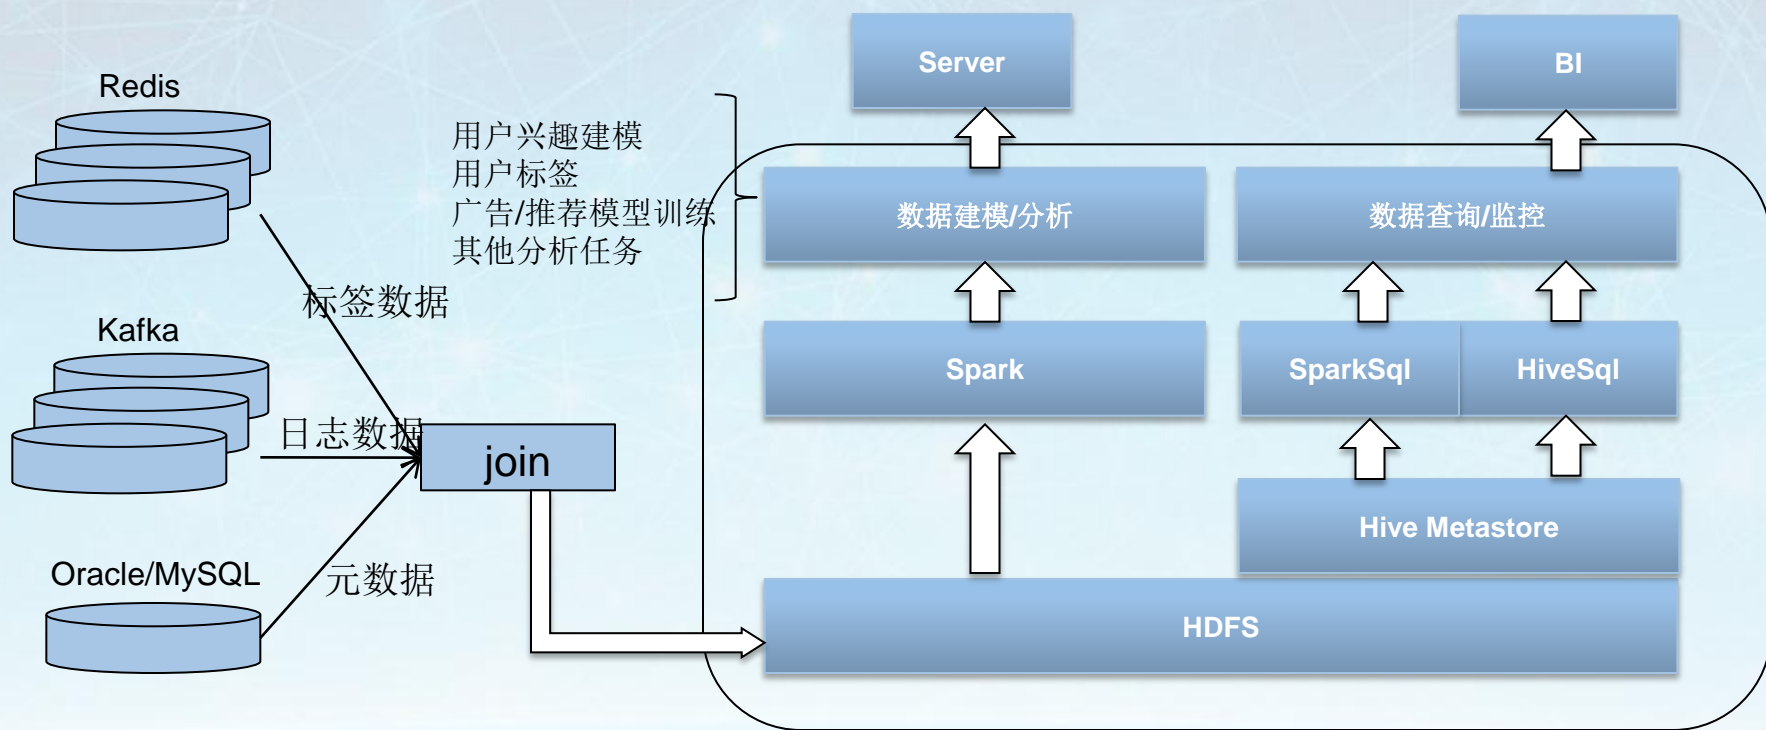 Redis
Kafka
Oracle/MySQL
标签数据
日志数据
元数据
join
用户兴趣建模
用户标签
广告/推荐模型训练
其他分析任务
Server
BI
数据建模/分析
数据查询/监控
Spark
SparkSql
HiveSql
Hive Metastore
HDFS